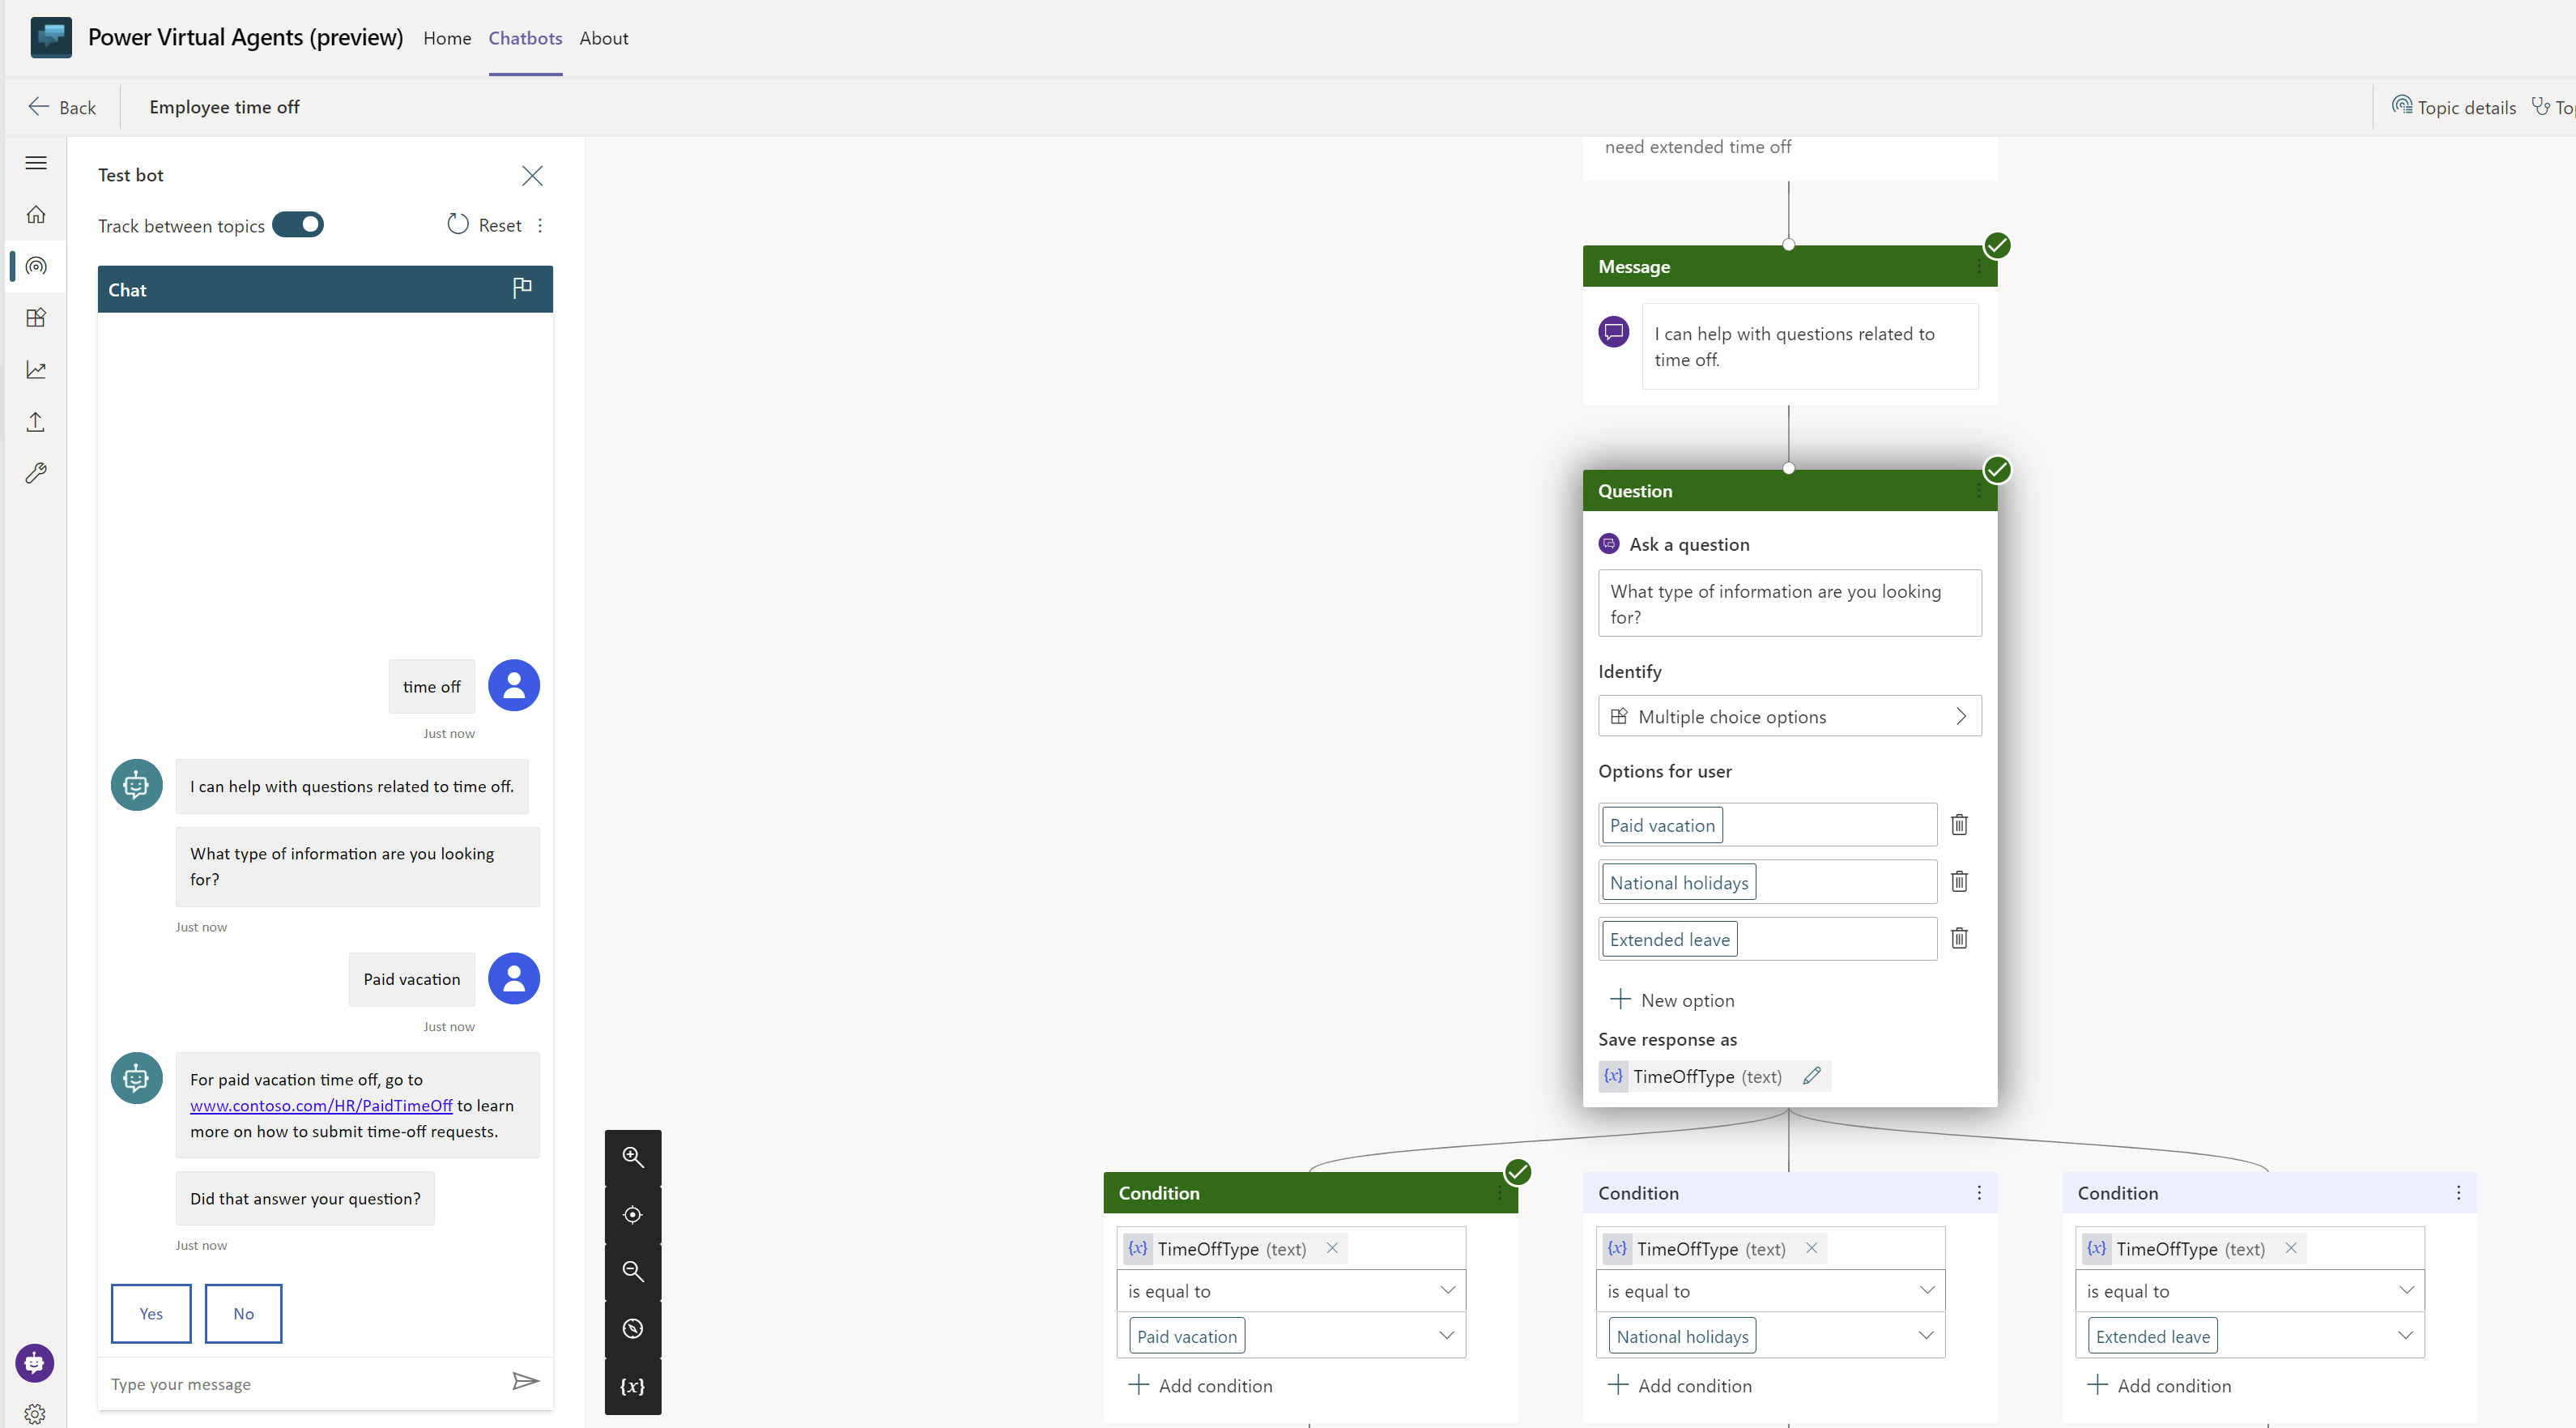 Power Virtual Agents (preview) Home Chatbots About
Back Employee time off Topic details
Test bot
Track between topics Reset
Chat
time off
Just now
I can help with questions related to time off.
What type of information are you looking
for?
Just now
Paid vacation
Just now
For paid vacation time off, go to
www.contoso.com/HR/PaidTimeOff to learn
more on how to submit time-off requests.
Did that answer your question?
Just now
Yes No
Type your message
{x}
need extended time off
Message
I can help with questions related to
time off.
Question
Ask a question
What type of information are you looking
for?
Identify
Multiple choice options
Options for user
Paid vacation
National holidays
Extended leave
New option
Save response as
{x} TimeOffType (text)
Condition
{x} TimeOffType (text)
is equal to
Paid vacation
Add condition
Condition
{x} TimeOffType (text)
is equal to
National holidays
Add condition
Condition
{x} TimeOffType (text)
is equal to
Extended leave
Add condition